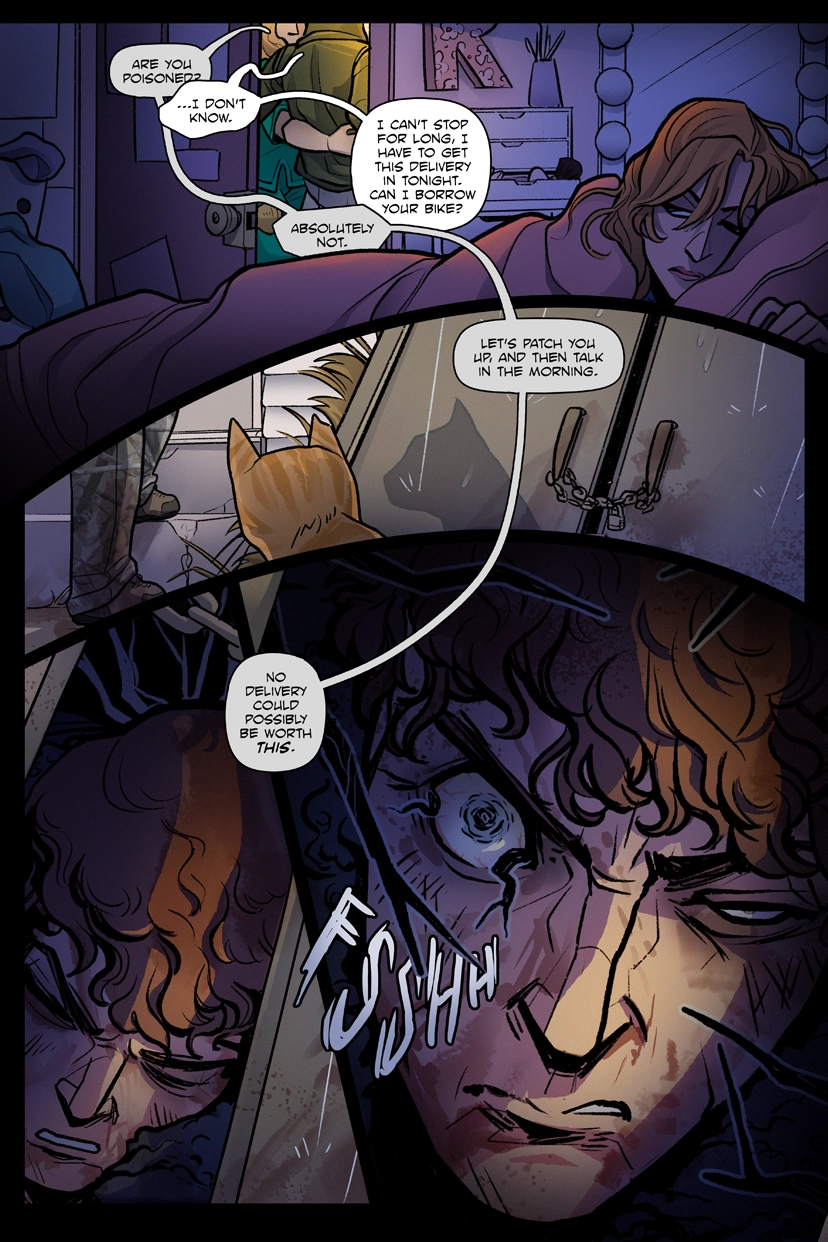 R
ARE YOU
POISONED?
...I DON'T
KNOW.
I CAN'T STOP
FOR LONG, I
HAVE TO GET
THIS DELIVERY
IN TONIGHT.
CAN I BORROW
YOUR BIKE?
ABSOLUTELY
NOT.
LET'S PATCH YOU
UP, AND THEN TALK
IN THE MORNING.
NO
DELIVERY
COULD
POSSIBLY
BE WORTH
THIS.
FSSSHH